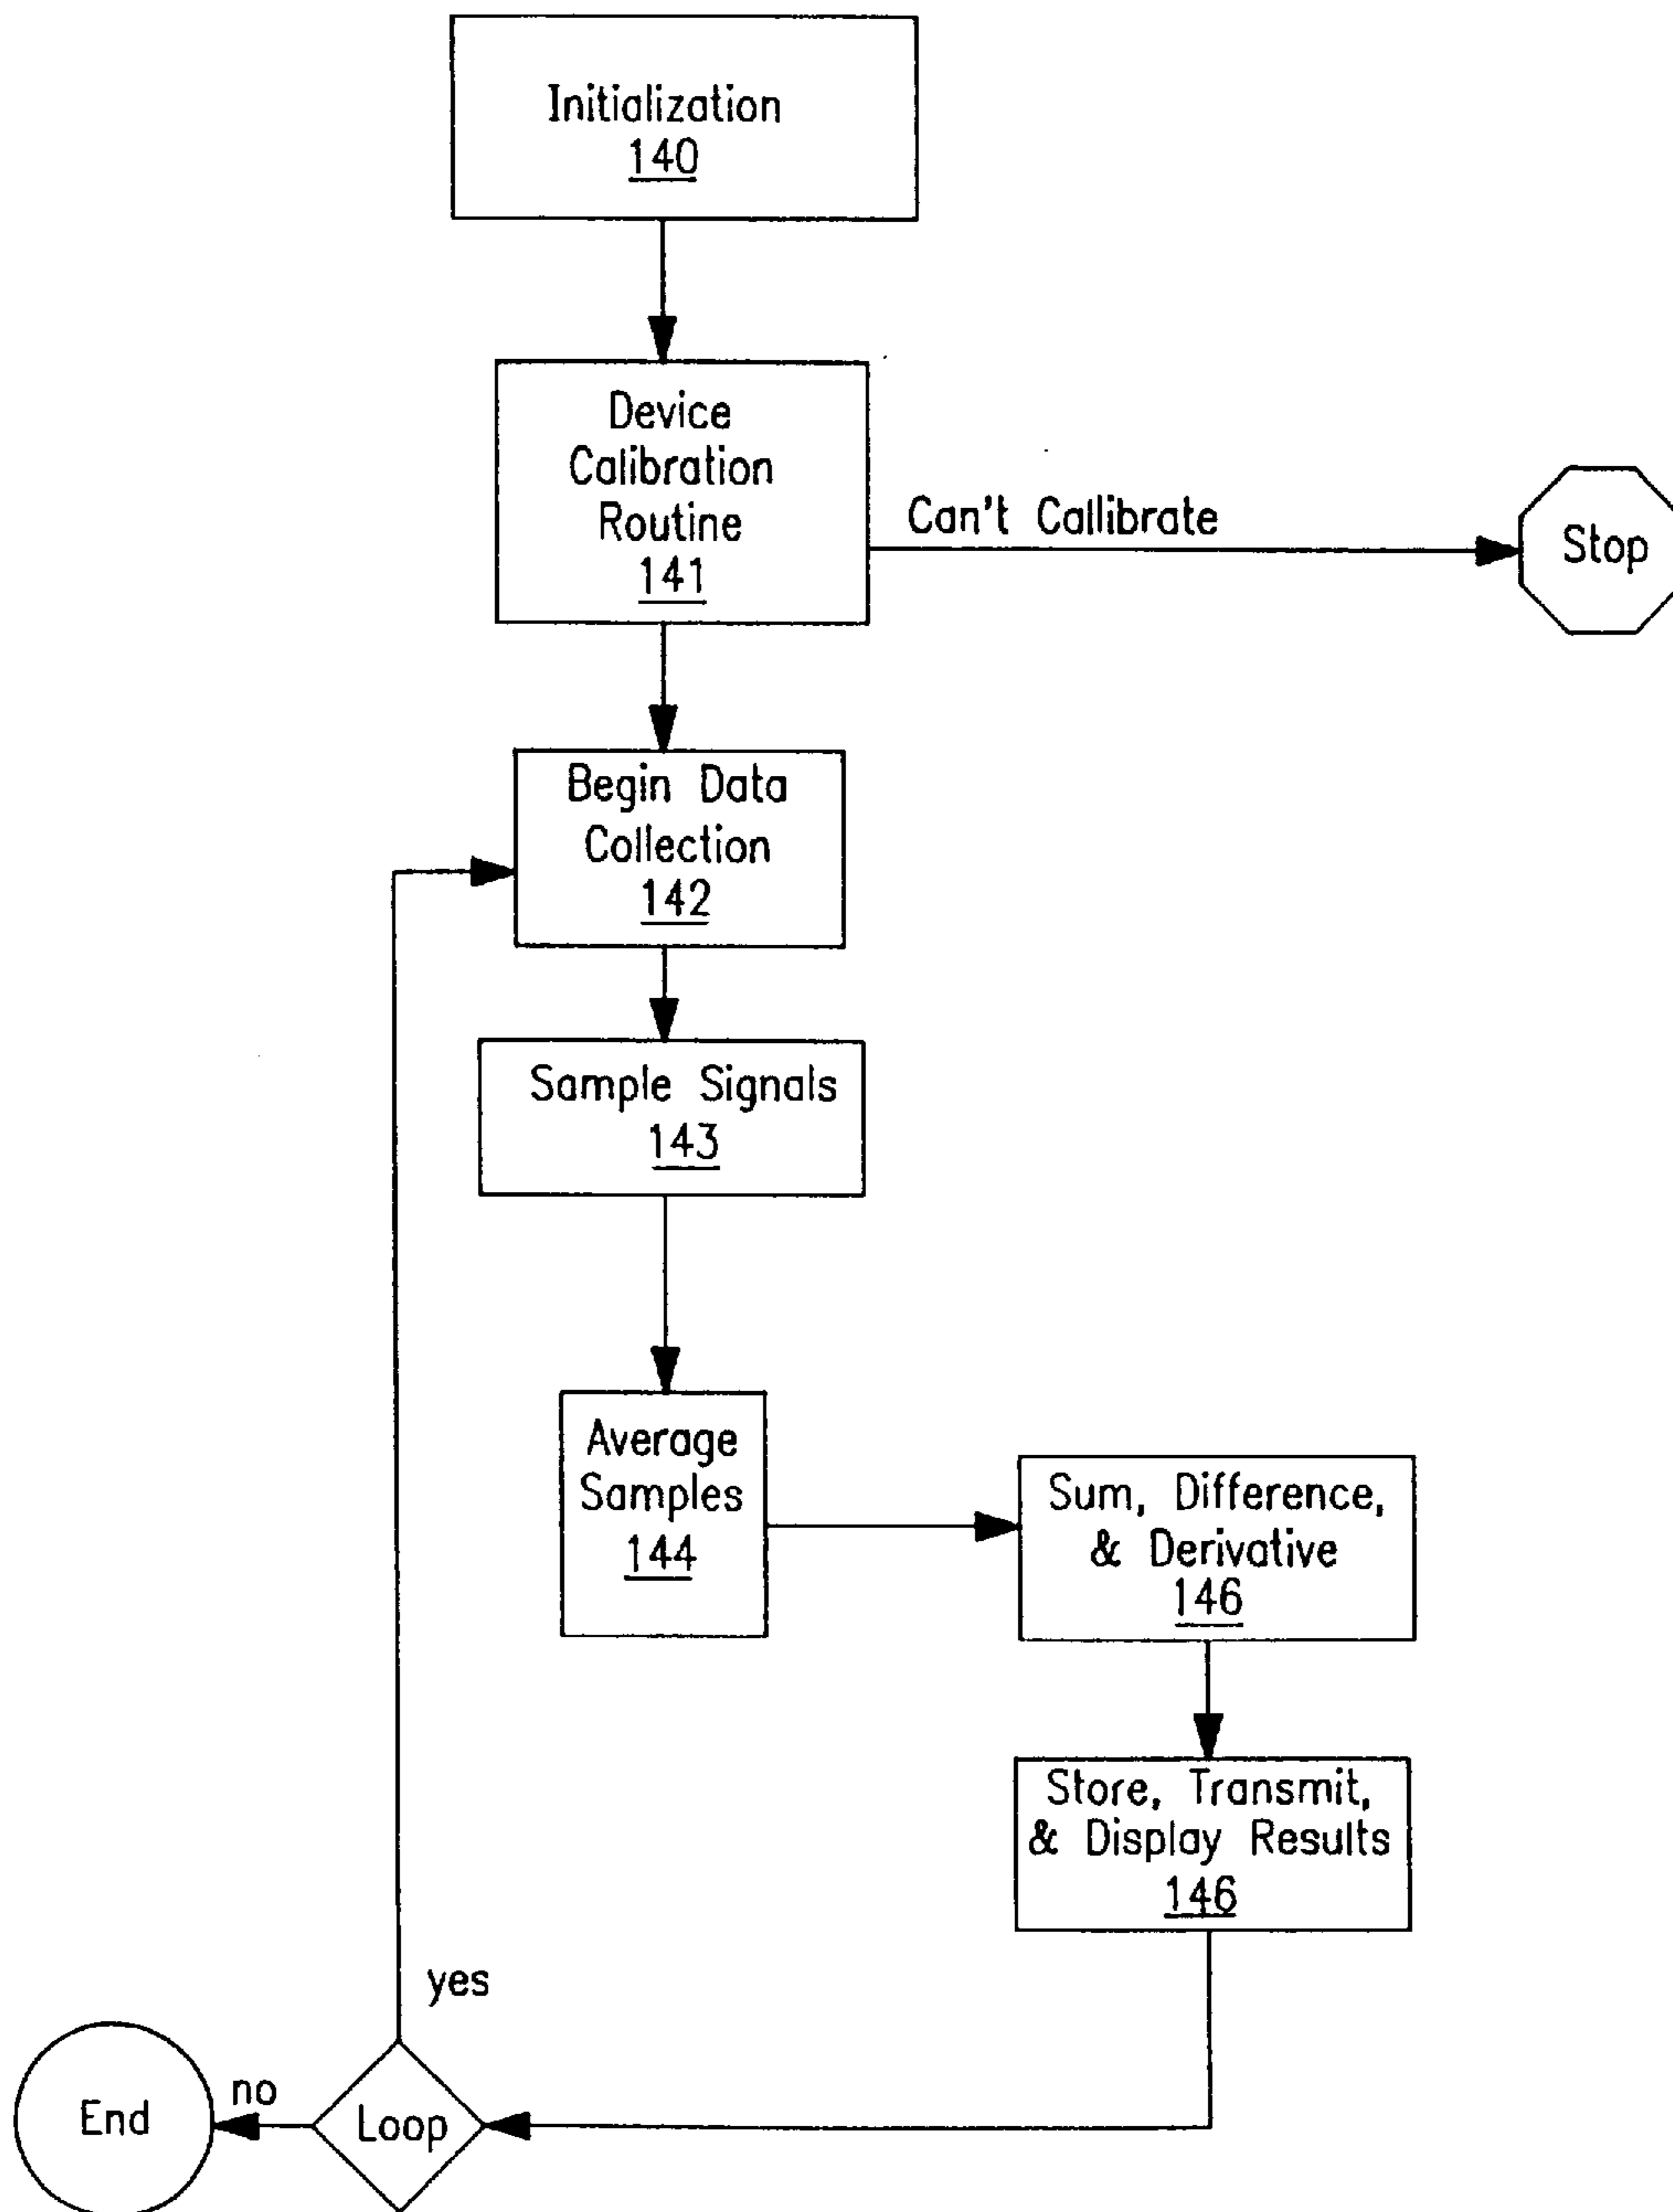 Initialization
140
Device
Calibration
Routine
141
Can't Callibrate
Stop
Begin Data
Collection
142
Sample Signals
143
Average
Samples
144
Sum, Difference,
& Derivative
146
Store, Transmit,
& Display Results
146
yes
no
End
Loop